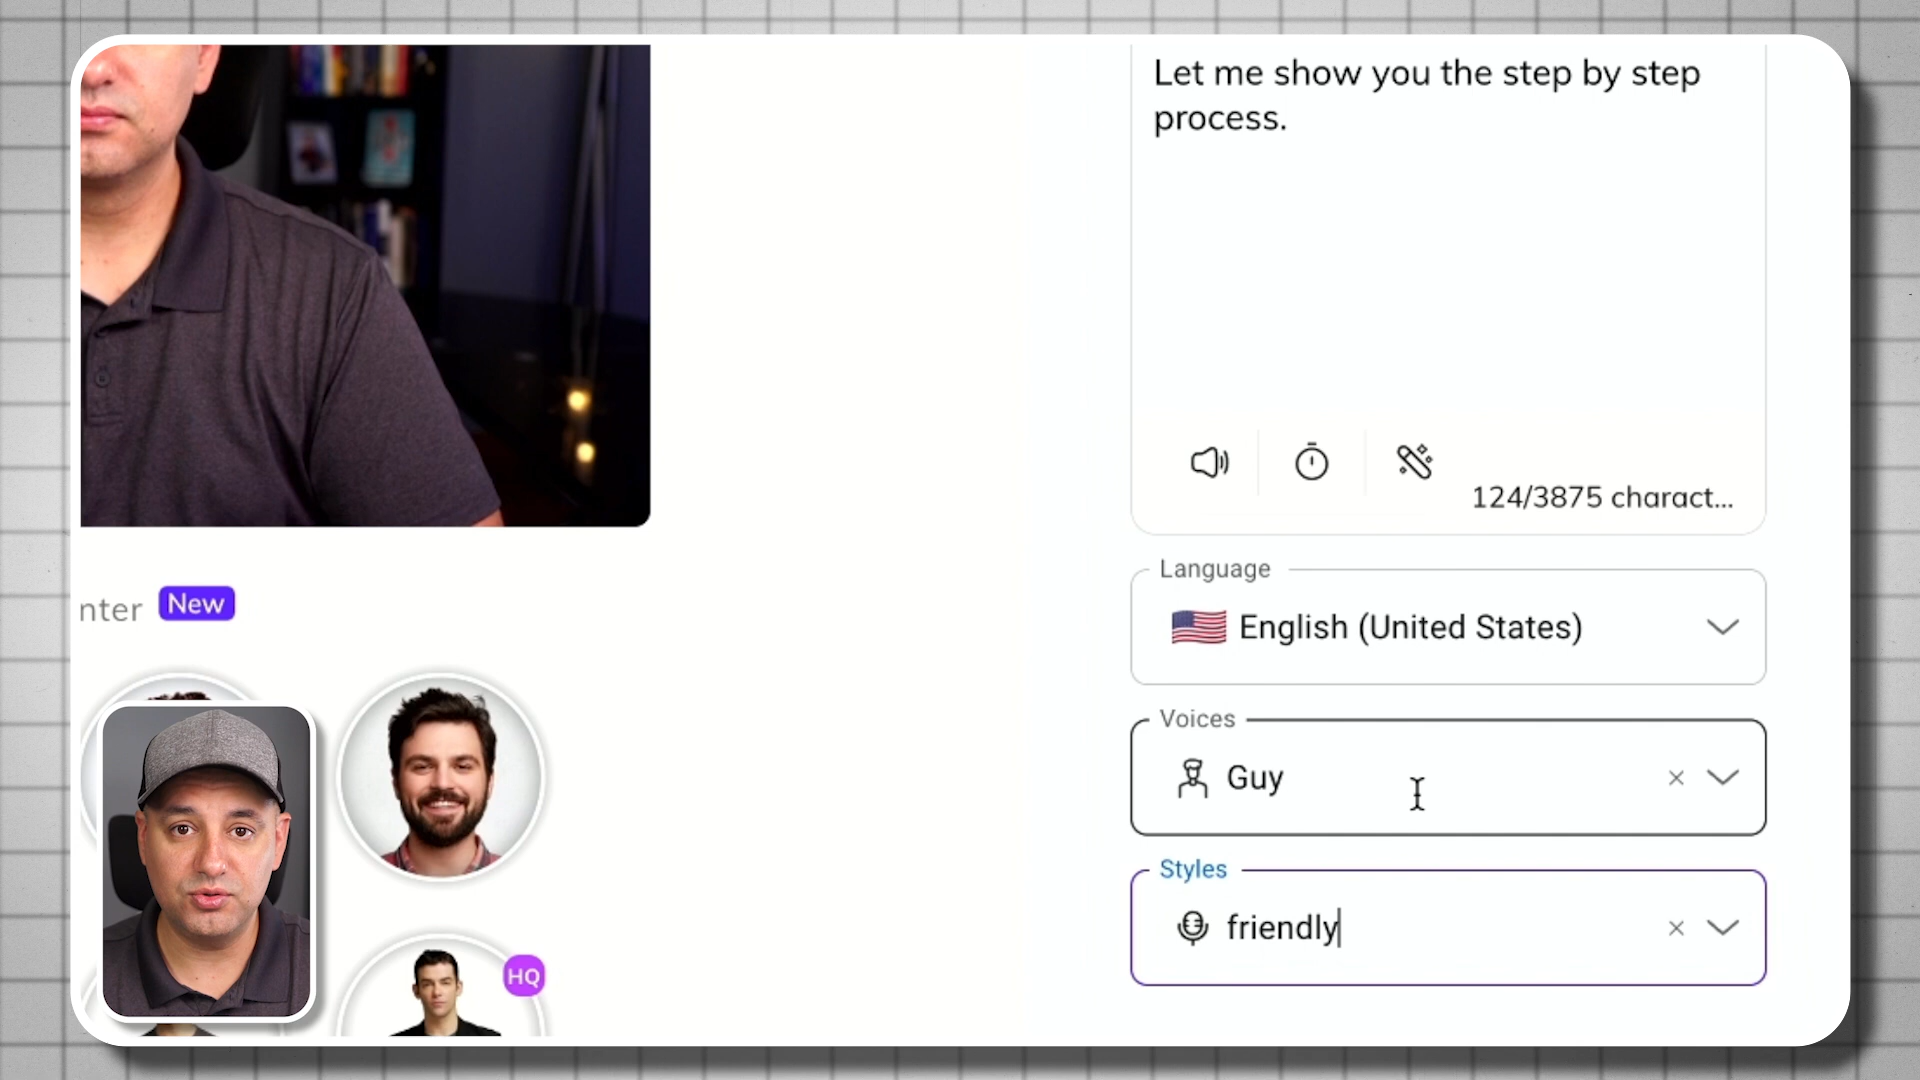 Let me show you the step by step
process.
124/3875 charact...
nter New
Language
English (United States)
Voices
Guy
Styles
friendly
HQ